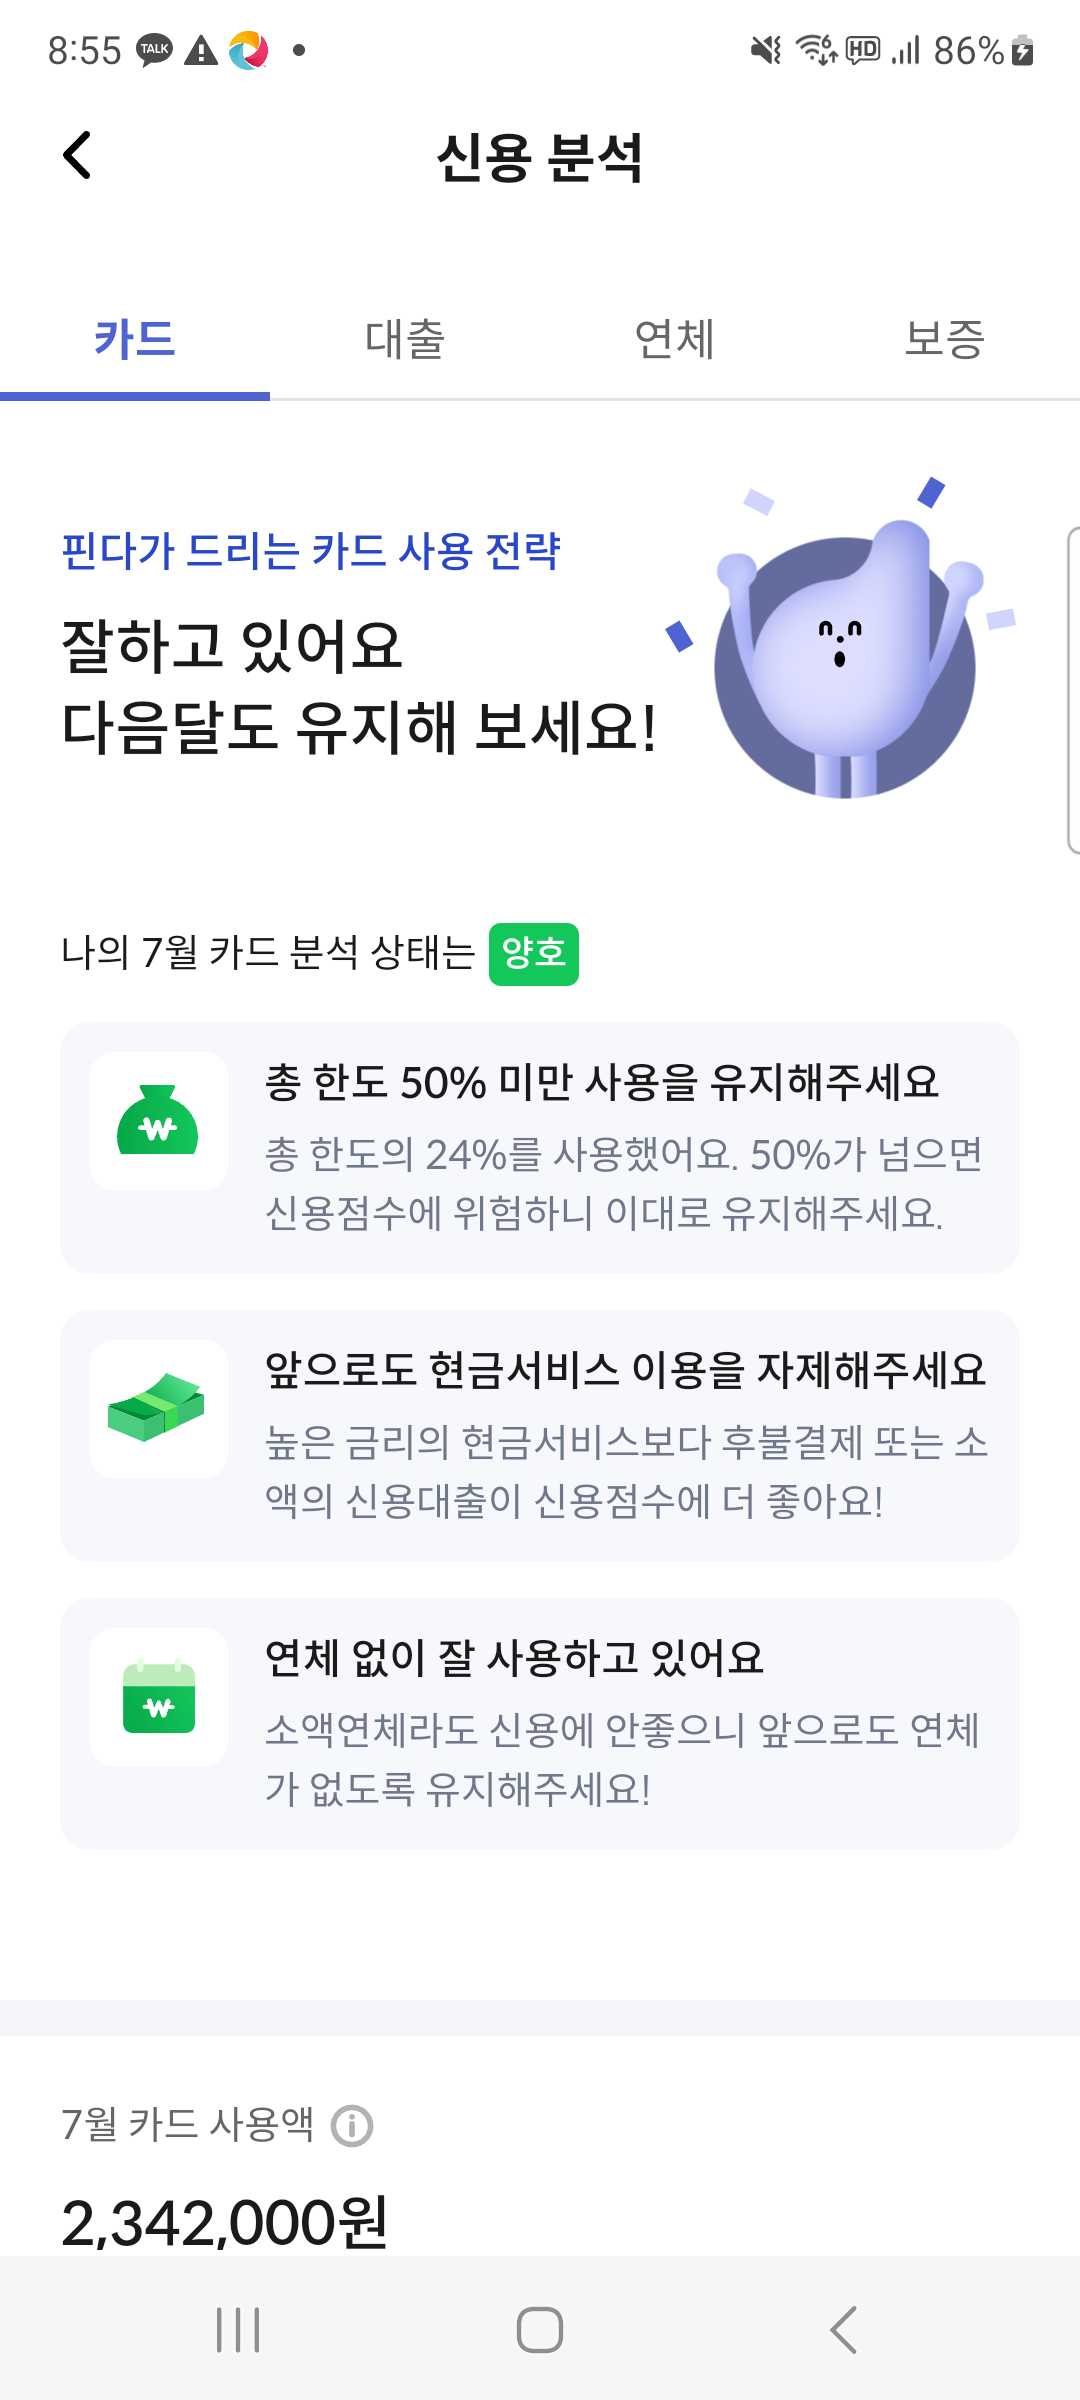 8:55 TALK HD 86%
신용 분석
카드 대출 연체 보증
핀다가 드리는 카드 사용 전략
잘하고 있어요
다음달도 유지해 보세요!
나의 7월 카드 분석 상태는 양호
총 한도 50% 미만 사용을 유지해주세요
총 한도의 24%를 사용했어요. 50%가 넘으면
신용점수에 위험하니 이대로 유지해주세요.
앞으로도 현금서비스 이용을 자제해주세요
높은 금리의 현금서비스보다 후불결제 또는 소
액의 신용대출이 신용점수에 더 좋아요!
연체 없이 잘 사용하고 있어요
소액연체라도 신용에 안좋으니 앞으로도 연체
가 없도록 유지해주세요!
7월 카드 사용액
2,342,000원